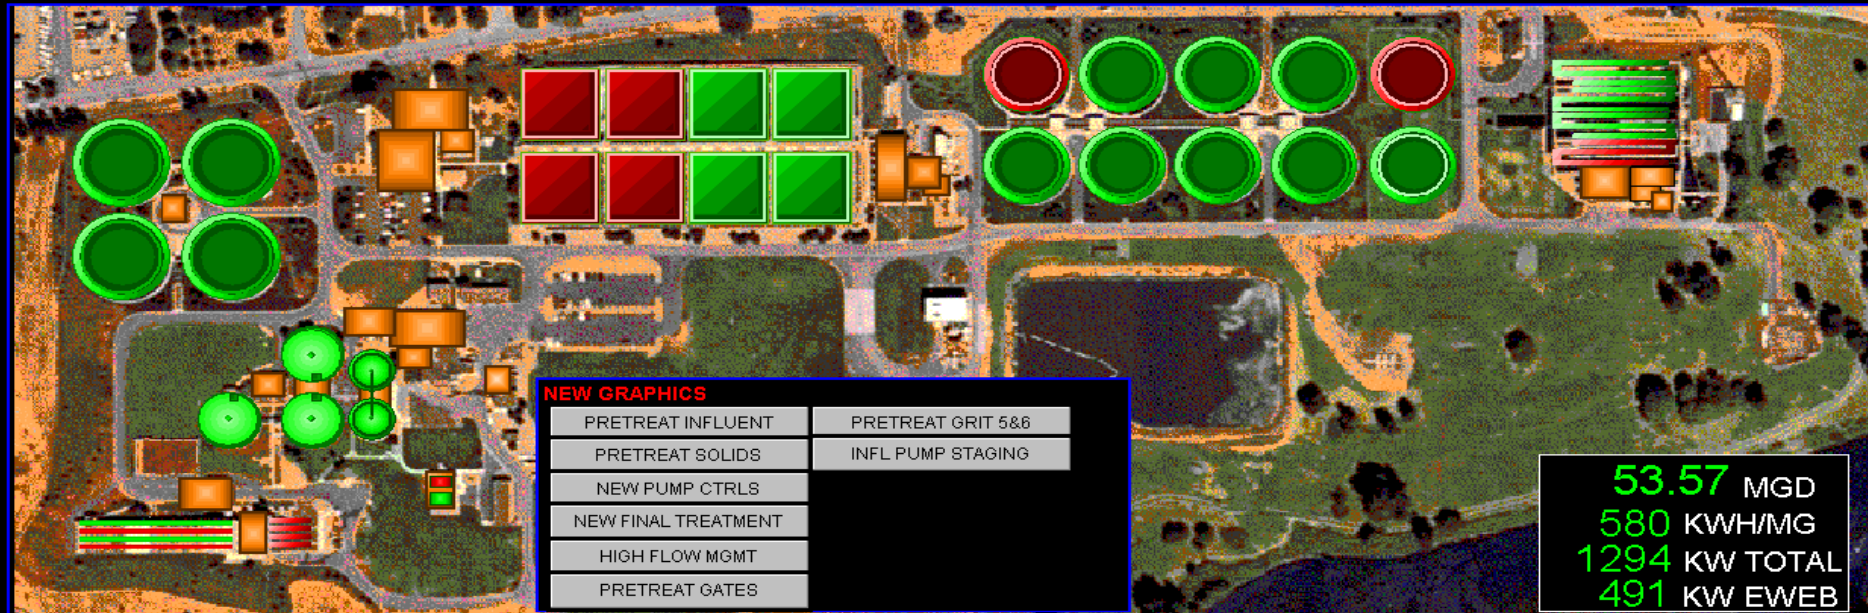 NEW GRAPHICS
PRETREAT INFLUENT
PRETREAT GRIT 5&6
PRETREAT SOLIDS
INFL PUMP STAGING
NEW PUMP CTRLS
NEW FINAL TREATMENT
HIGH FLOW MGMT
PRETREAT GATES
53.57 MGD
580 KWH/MG
1294 KW TOTAL
491 KW EWEB